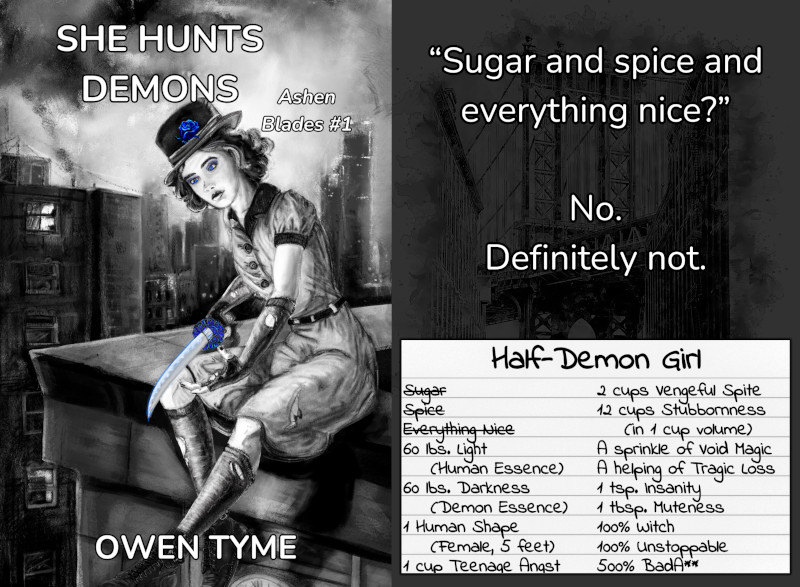 SHE HUNTS
DEMONS
Ashen
Blades #1
OWEN TYME
“Sugar and spice and
everything nice?”
No.
Definitely not.
Half-Demon Girl
Sugar
Spice
Everything Nice
60 lbs. Light
(Human Essence)
60 lbs. Darkness
(Demon Essence)
1 Human Shape
(Female, 5 feet)
1 cup Teenage Angst
2 cups Vengeful Spite
12 cups Stubbornness
(in 1 cup volume)
A sprinkle of Void Magic
A helping of Tragic Loss
1 tsp. Insanity
1 tbsp. Muteness
100% Witch
100% Unstoppable
500% BadA**